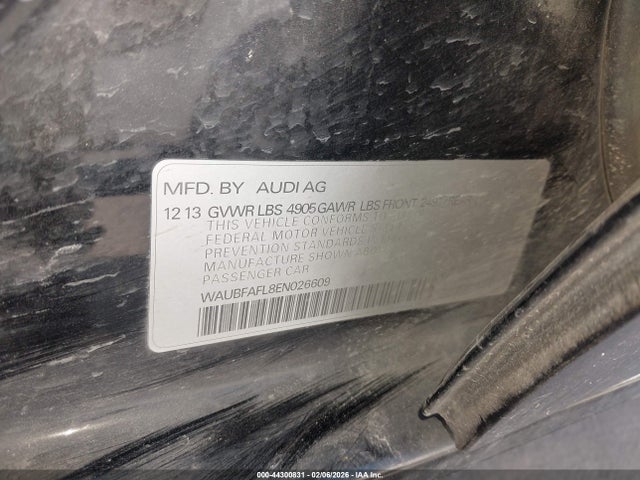 MFD. BY AUDI AG
12 13 GVWR LBS 4905 GAWR LBS FRONT
THIS VEHICLE CONFORMS TO
FEDERAL MOTOR VEHICLE
PREVENTION STANDARDS
MANUFACTURE SHOWN ABOVE
PASSENGER CAR
WAUBFAFL8EN026609
000-44300831 - 02/06/2026 - © IAA Inc.